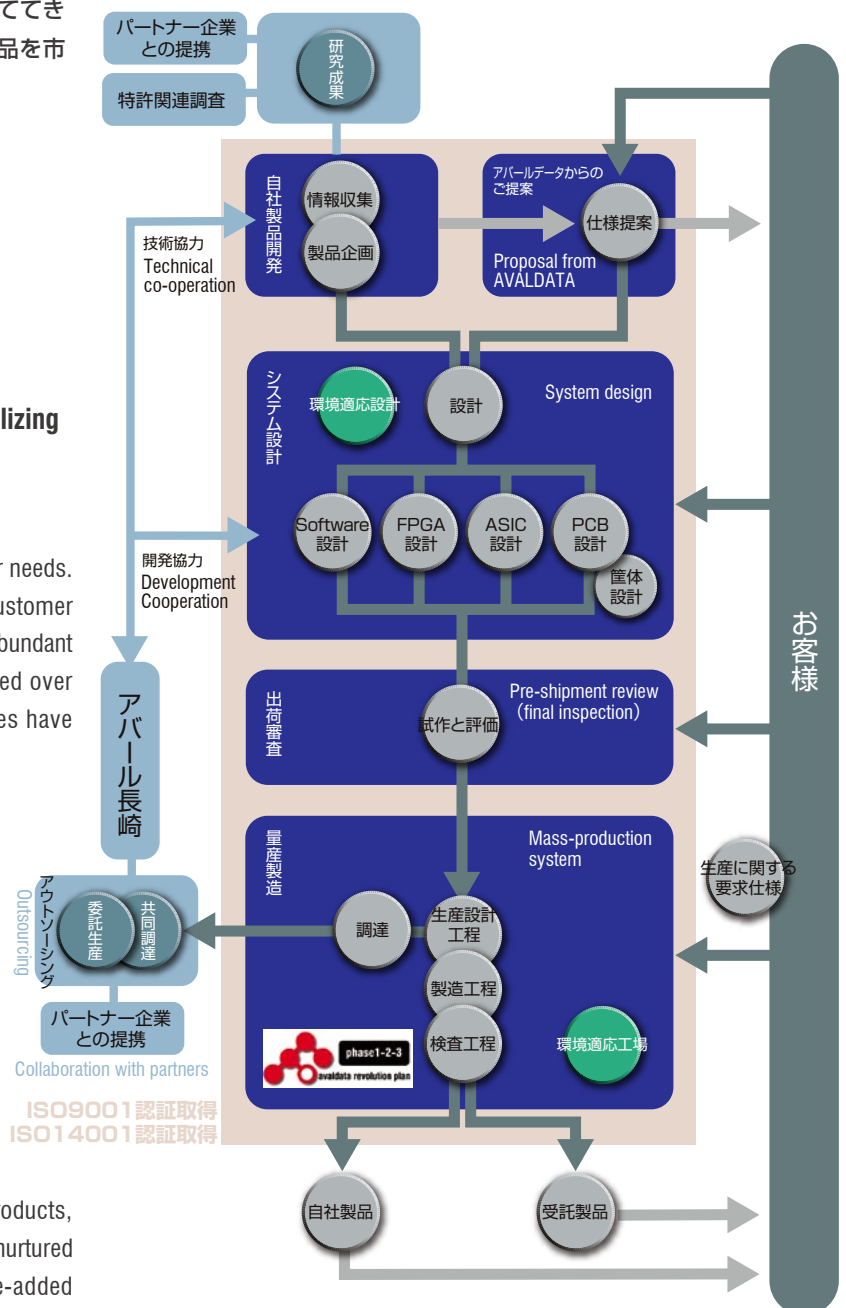 ててき
品を市
パートナー企業
との提携
特許関連調査
研究成果
自社製品開発
情報収集
製品企画
アバールデータからの
ご提案
仕様提案
Proposal from
AVALDATA
技術協力
Technical
co-operation
システム設計
環境適応設計
設計
System design
lizing
Software
設計
FPGA
設計
ASIC
設計
PCB
設計
筐体
設計
開発協力
Development
Cooperation
r needs.
ustomer
bundant
ed over
es have
お客様
出荷審査
試作と評価
Pre-shipment review
（final inspection）
アバール長崎
量産製造
Mass-production
system
生産に関する
要求仕様
アウトソーシング
Outsourcing
委託生産
共同調達
調達
生産設計
工程
製造工程
検査工程
環境適応工場
phase1-2-3
avaldata revolution plan
パートナー企業
との提携
Collaboration with partners
ISO9001認証取得
ISO14001認証取得
自社製品
受託製品
roducts,
nurtured
e-added